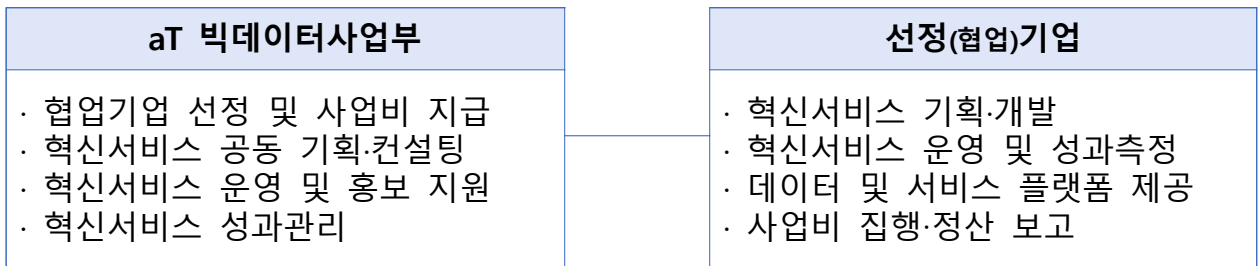 aT 빅데이터사업부
· 협업기업 선정 및 사업비 지급
· 혁신서비스 공동 기획·컨설팅
· 혁신서비스 운영 및 홍보 지원
· 혁신서비스 성과관리
선정(협업)기업
· 혁신서비스 기획·개발
· 혁신서비스 운영 및 성과측정
· 데이터 및 서비스 플랫폼 제공
· 사업비 집행·정산 보고